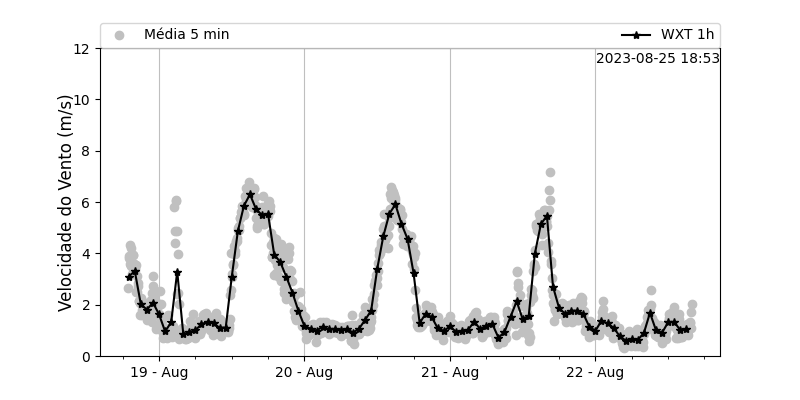 Média 5 min
WXT 1h
2023-08-25 18:53
Velocidade do Vento (m/s)
12
10
8
6
4
2
0
19 - Aug
20 - Aug
21 - Aug
22 - Aug